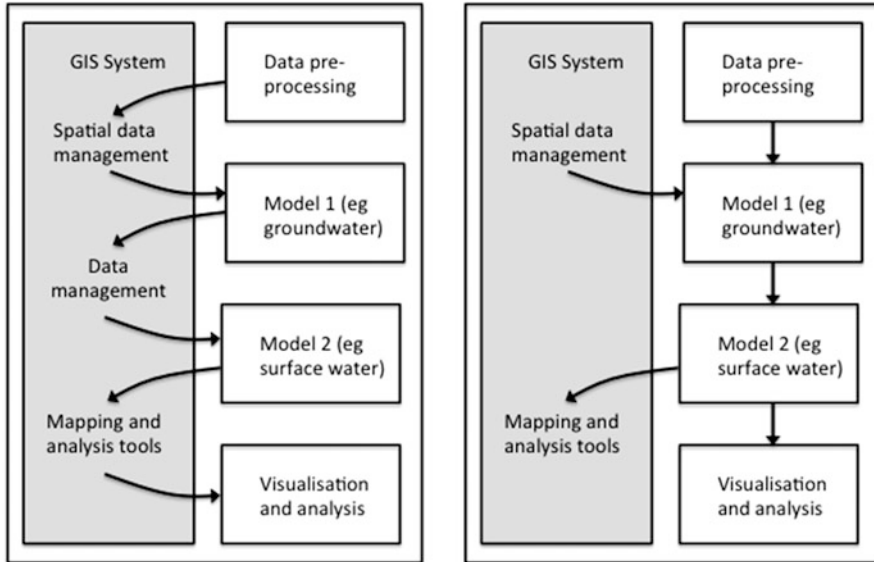 GIS System
Data pre-
processing
Spatial data
management
Model 1 (eg
groundwater)
Data
management
Model 2 (eg
surface water)
Mapping and
analysis tools
Visualisation
and analysis
GIS System
Data pre-
processing
Spatial data
management
Model 1 (eg
groundwater)
Model 2 (eg
surface water)
Mapping and
analysis tools
Visualisation
and analysis